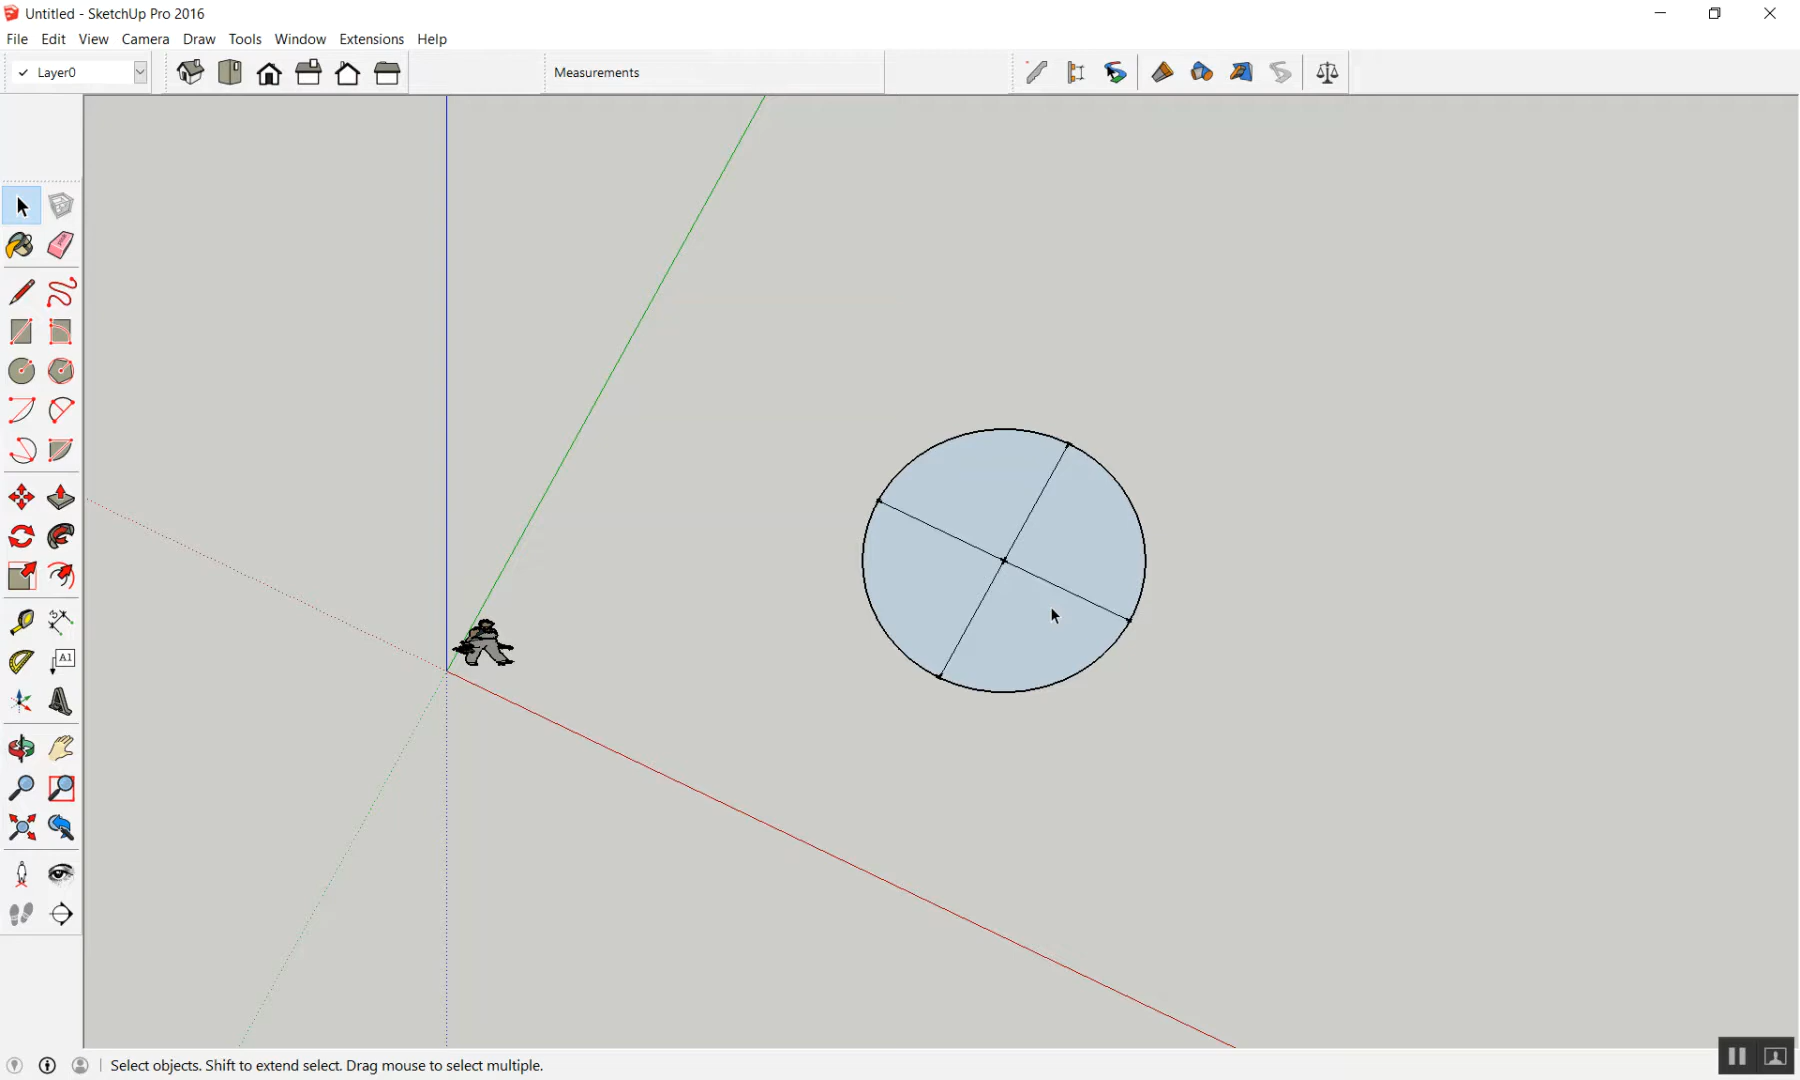 Untitled - SketchUp Pro 2016
File Edit View Camera Draw Tools Window Extensions Help
Layer0
Measurements
A1
Select objects. Shift to extend select. Drag mouse to select multiple.